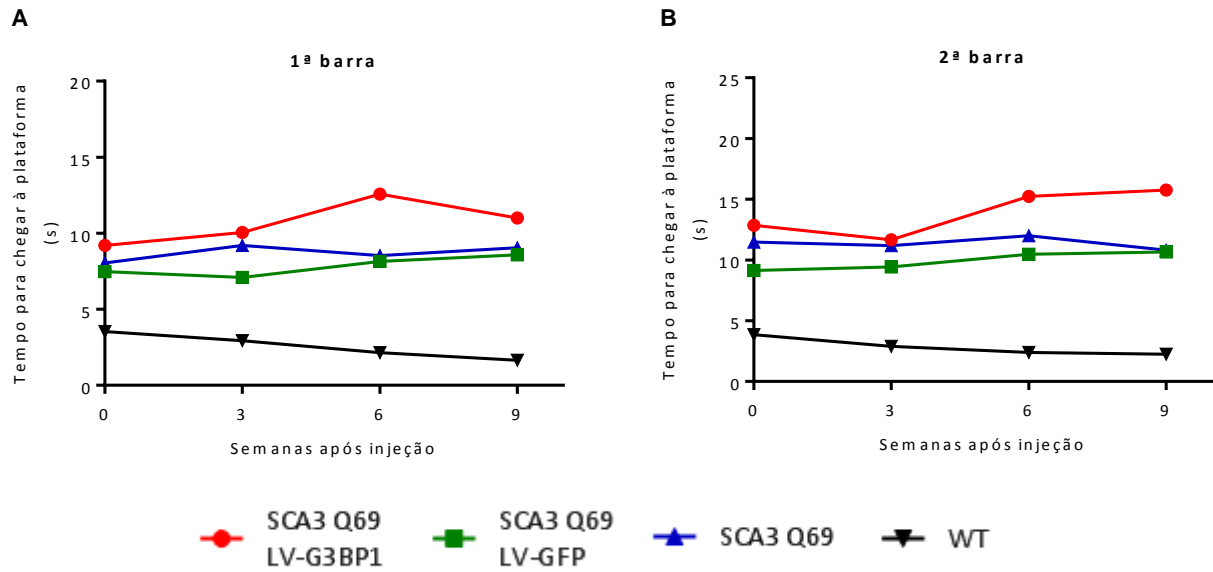 A
1ª barra
Tempo para chegar à plataforma
(s)
20
15
10
5
0
0 3 6 9
Semanas após injeção
B
2ª barra
Tempo para chegar à plataforma
(s)
25
20
15
10
5
0
0 3 6 9
Semanas após injeção
SCA3 Q69
LV-G3BP1
SCA3 Q69
LV-GFP
SCA3 Q69
WT